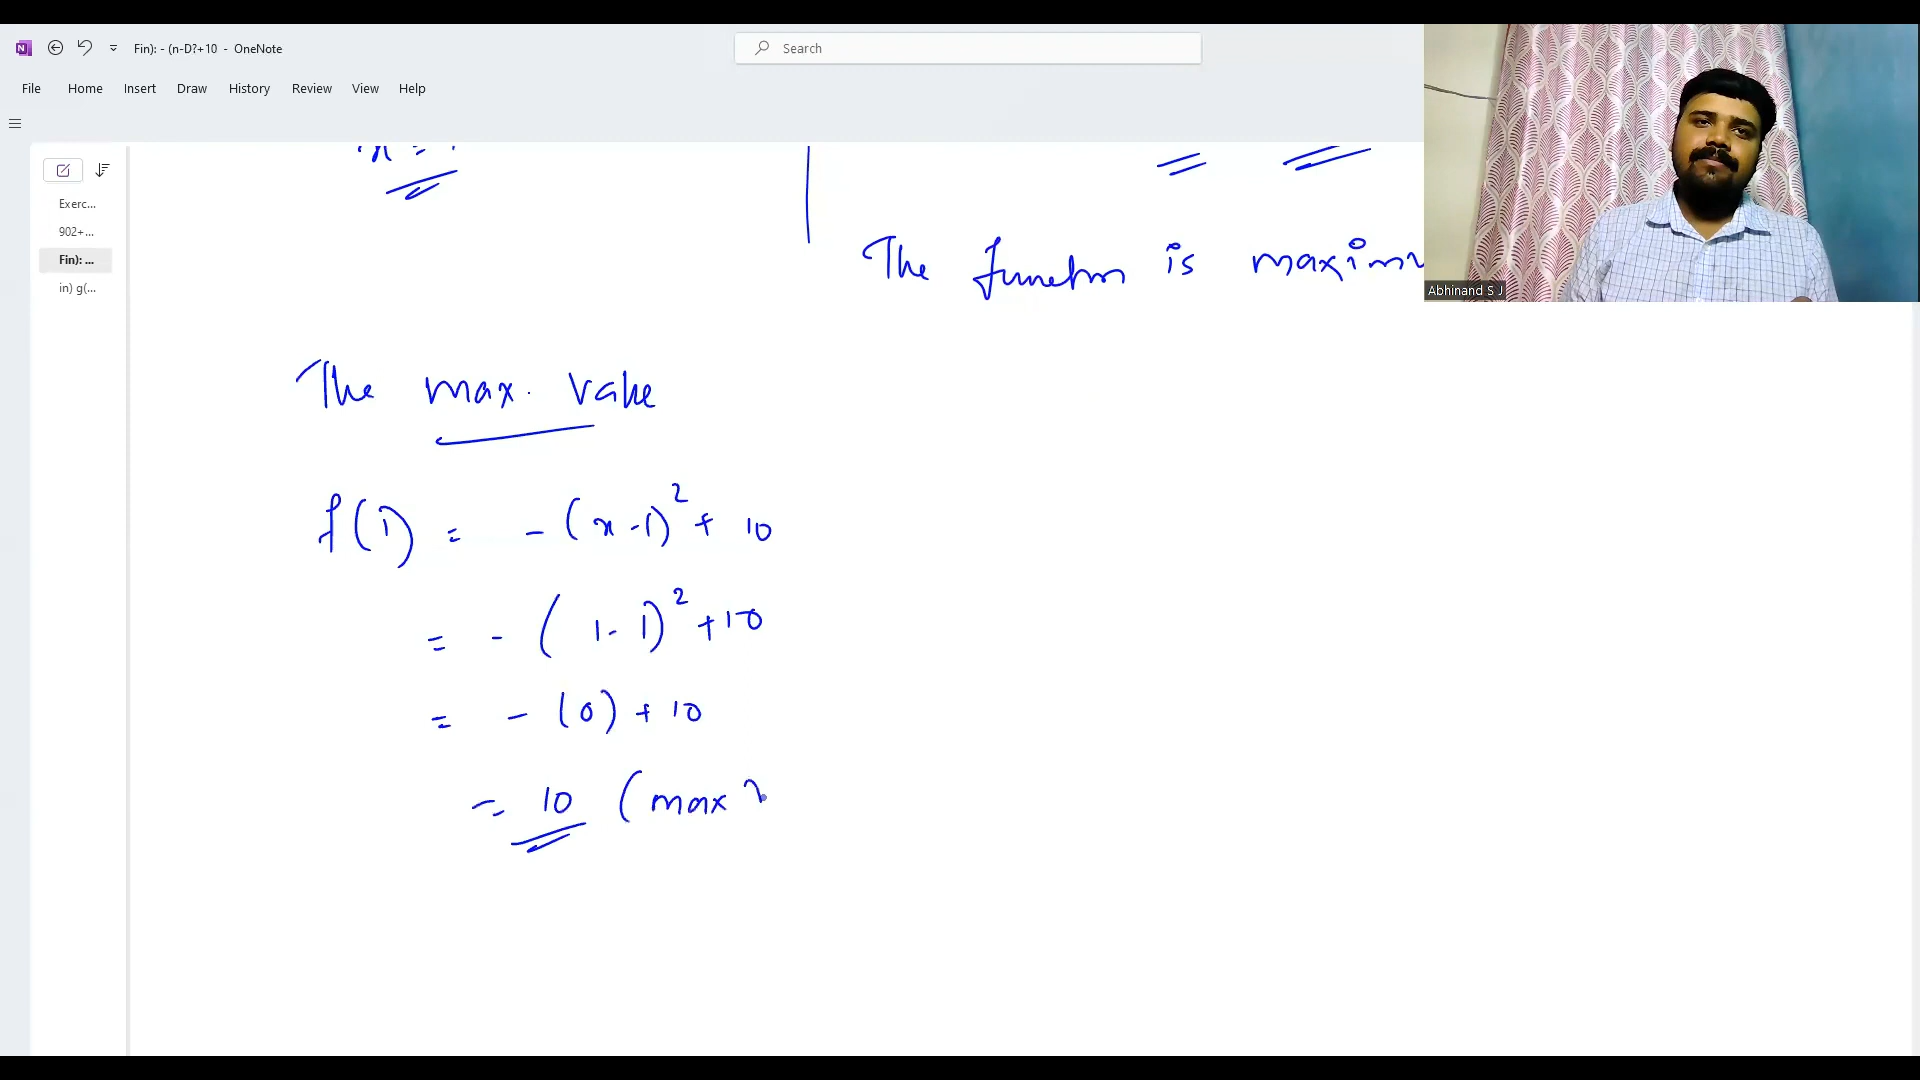 Fin): - (n-D?+10 - OneNote
Search
File Home Insert Draw History Review View Help
Exerc...
902+...
Fin): ...
in) g(...
Abhinand S J
x =
The function is maximu
The max. value
f(1) = - (x-1)² + 10
= - (1-1)² + 10
= - (0) + 10
= 10 (max